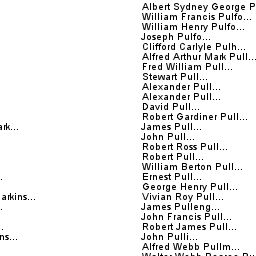 Albert Sydney George P
William Francis Pulfo...
William Henry Pulfo...
Joseph Pulfo...
Clifford Carlyle Pulh...
Alfred Arthur Mark Pull...
Fred William Pull...
Stewart Pull...
Alexander Pull...
Alexander Pull...
David Pull...
Robert Gardiner Pull...
ark... James Pull...
John Pull...
Robert Ross Pull...
Robert Pull...
William Berton Pull...
Ernest Pull...
George Henry Pull...
arkins... Vivian Roy Pull...
James Pulleng...
John Francis Pull...
Robert James Pull...
ns... John Pulli...
Alfred Webb Pullm...